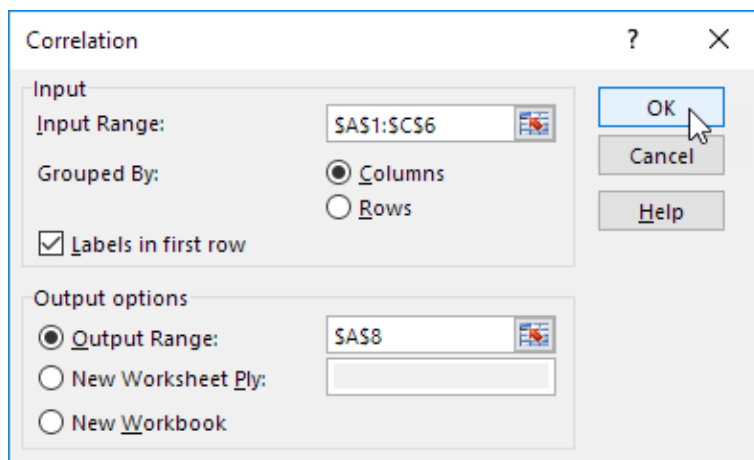 Correlation ? X
Input
Input Range: $A$1:$C$6 OK
Grouped By: Columns Cancel
Rows Help
Labels in first row
Output options
Output Range: $A$8
New Worksheet Ply:
New Workbook